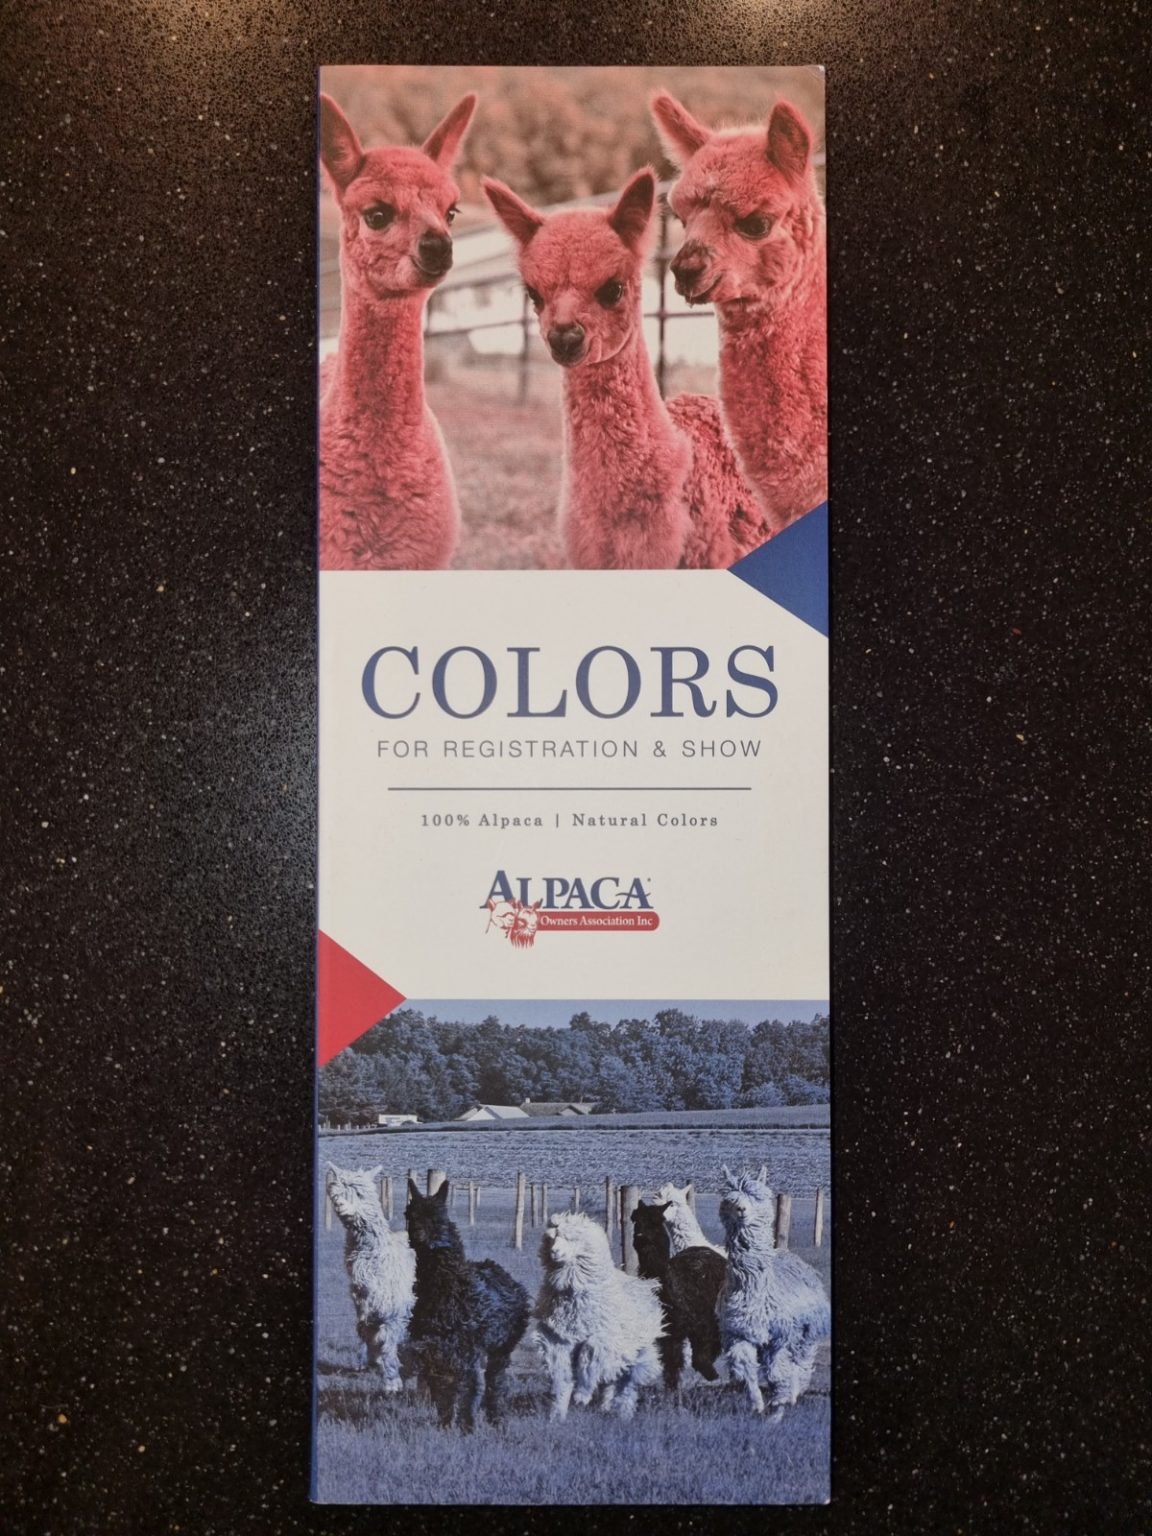 COLORS
FOR REGISTRATION & SHOW
100% Alpaca | Natural Colors
ALPACA
Owners Association Inc